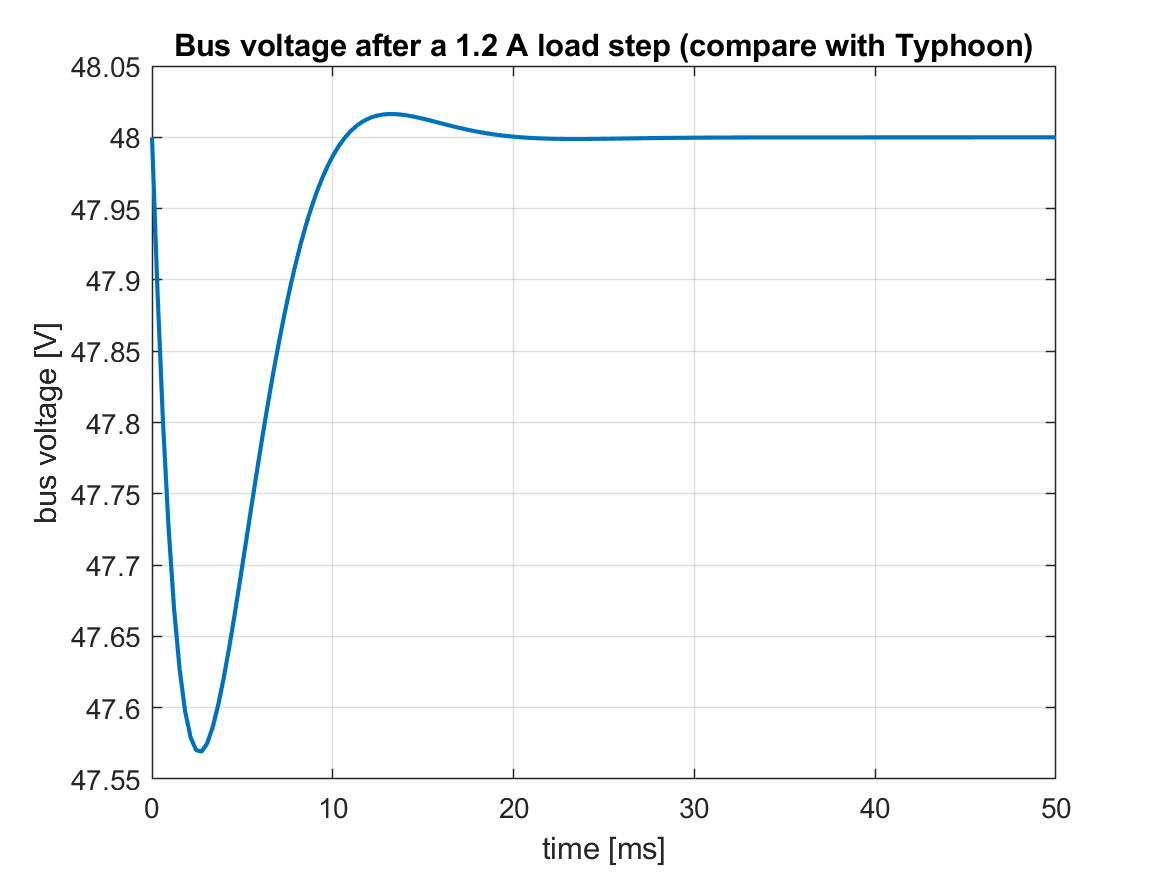 Bus voltage after a 1.2 A load step (compare with Typhoon)
48.05
48
47.95
47.9
47.85
47.8
47.75
47.7
47.65
47.6
47.55
bus voltage [V]
0 10 20 30 40 50
time [ms]